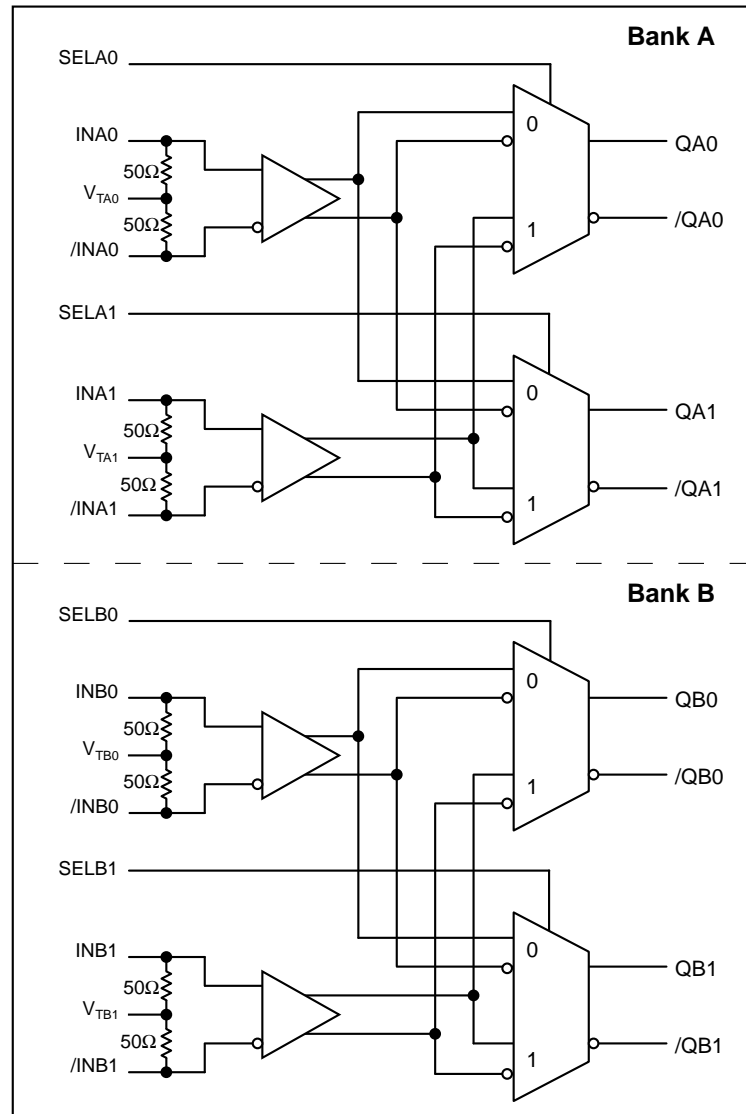 Bank A
SELA0
INA0
50Ω
VTA0
50Ω
/INA0
0
1
QA0
/QA0
SELA1
INA1
50Ω
VTA1
50Ω
/INA1
0
1
QA1
/QA1
Bank B
SELB0
INB0
50Ω
VTB0
50Ω
/INB0
0
1
QB0
/QB0
SELB1
INB1
50Ω
VTB1
50Ω
/INB1
0
1
QB1
/QB1